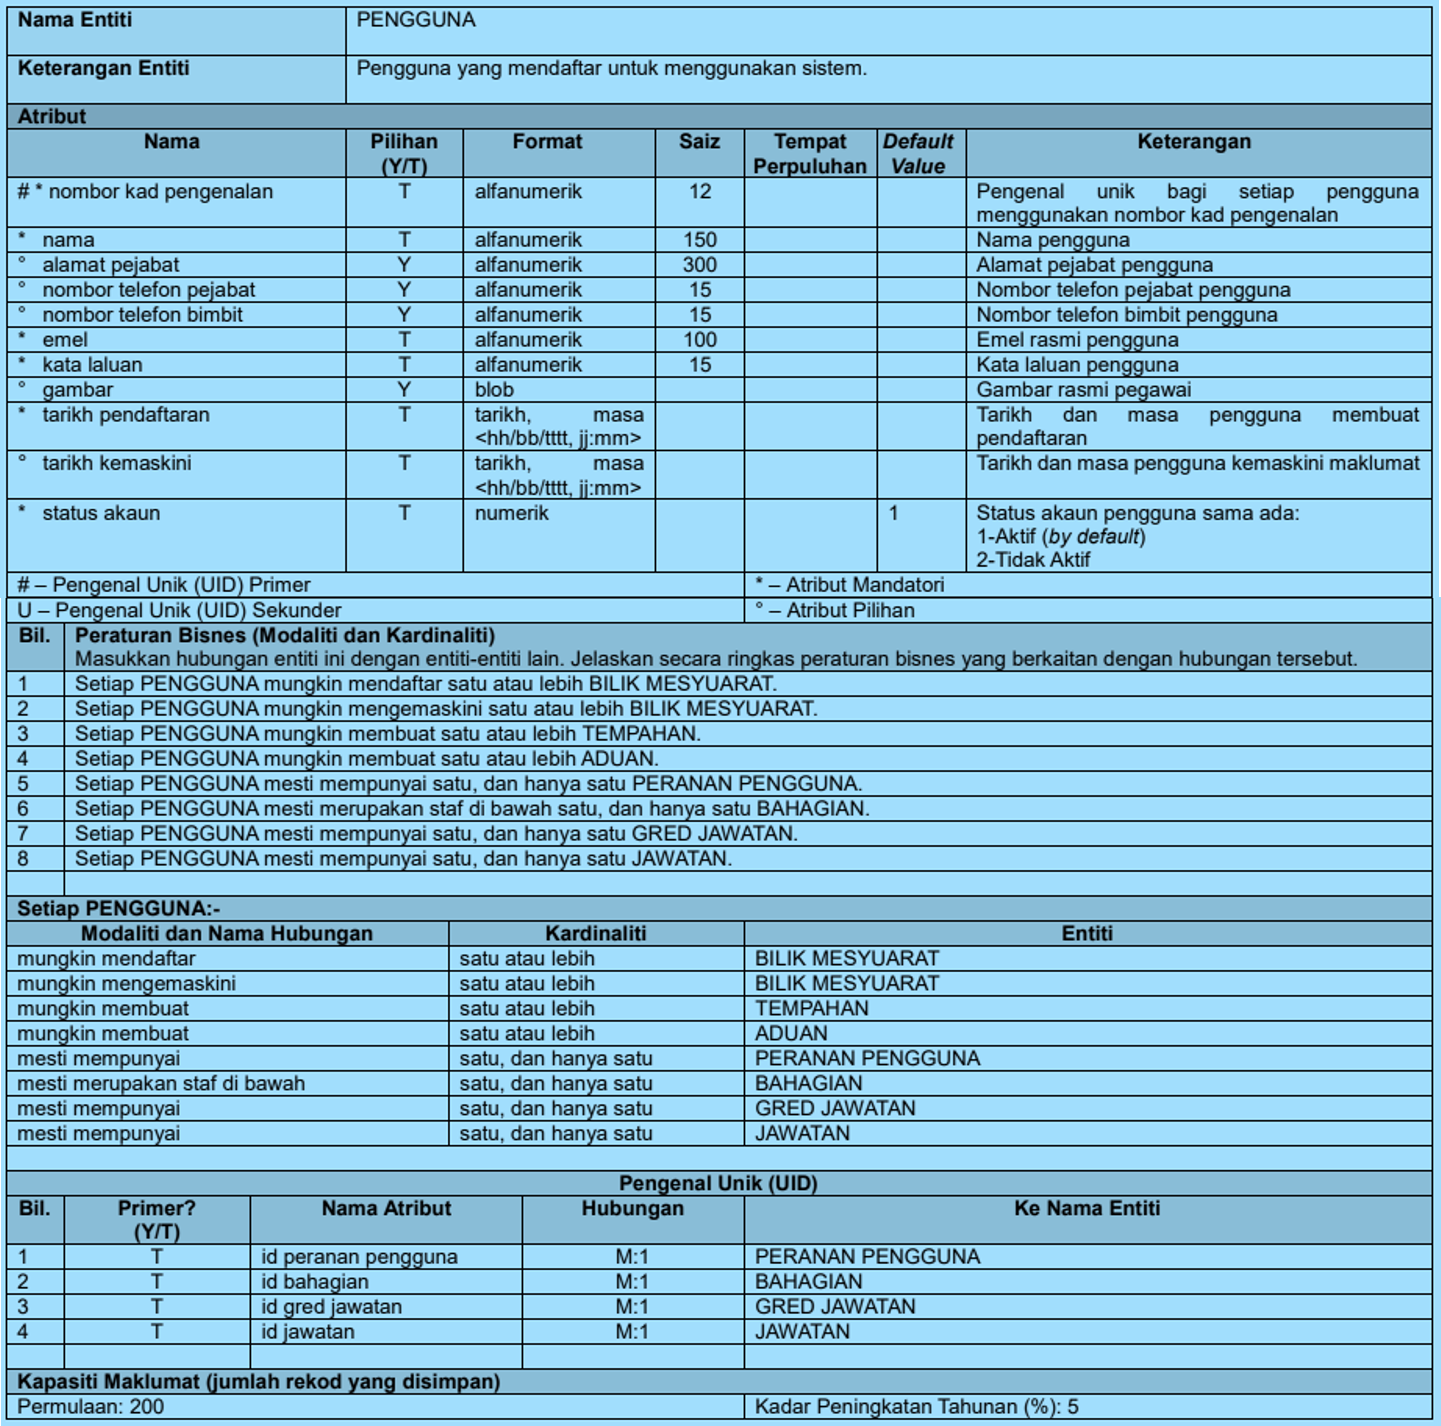 Nama Entiti PENGGUNA
Keterangan Entiti Pengguna yang mendaftar untuk menggunakan sistem.
Atribut
Nama Pilihan (Y/T) Format Saiz Tempat Perpuluhan Default Value Keterangan
# * nombor kad pengenalan T alfanumerik 12 Pengenal unik bagi setiap pengguna
menggunakan nombor kad pengenalan
* nama T alfanumerik 150 Nama pengguna
° alamat pejabat Y alfanumerik 300 Alamat pejabat pengguna
° nombor telefon pejabat Y alfanumerik 15 Nombor telefon pejabat pengguna
° nombor telefon bimbit Y alfanumerik 15 Nombor telefon bimbit pengguna
* emel T alfanumerik 100 Emel rasmi pengguna
* kata laluan T alfanumerik 15 Kata laluan pengguna
° gambar Y blob Gambar rasmi pegawai
* tarikh pendaftaran T tarikh, masa <hh/bb/tttt, jj:mm> Tarikh dan masa pengguna membuat
pendaftaran
° tarikh kemaskini T tarikh, masa <hh/bb/tttt, jj:mm> Tarikh dan masa pengguna kemaskini maklumat
* status akaun T numerik 1 Status akaun pengguna sama ada:
1-Aktif (by default)
2-Tidak Aktif
# – Pengenal Unik (UID) Primer * – Atribut Mandatori
U – Pengenal Unik (UID) Sekunder ° – Atribut Pilihan
Bil. Peraturan Bisnes (Modaliti dan Kardinaliti)
Masukkan hubungan entiti ini dengan entiti-entiti lain. Jelaskan secara ringkas peraturan bisnes yang berkaitan dengan hubungan tersebut.
1 Setiap PENGGUNA mungkin mendaftar satu atau lebih BILIK MESYUARAT.
2 Setiap PENGGUNA mungkin mengemaskini satu atau lebih BILIK MESYUARAT.
3 Setiap PENGGUNA mungkin membuat satu atau lebih TEMPAHAN.
4 Setiap PENGGUNA mungkin membuat satu atau lebih ADUAN.
5 Setiap PENGGUNA mesti mempunyai satu, dan hanya satu PERANAN PENGGUNA.
6 Setiap PENGGUNA mesti merupakan staf di bawah satu, dan hanya satu BAHAGIAN.
7 Setiap PENGGUNA mesti mempunyai satu, dan hanya satu GRED JAWATAN.
8 Setiap PENGGUNA mesti mempunyai satu, dan hanya satu JAWATAN.
Setiap PENGGUNA:-
Modaliti dan Nama Hubungan Kardinaliti Entiti
mungkin mendaftar satu atau lebih BILIK MESYUARAT
mungkin mengemaskini satu atau lebih BILIK MESYUARAT
mungkin membuat satu atau lebih TEMPAHAN
mungkin membuat satu atau lebih ADUAN
mesti mempunyai satu, dan hanya satu PERANAN PENGGUNA
mesti merupakan staf di bawah satu, dan hanya satu BAHAGIAN
mesti mempunyai satu, dan hanya satu GRED JAWATAN
mesti mempunyai satu, dan hanya satu JAWATAN
Pengenal Unik (UID)
Bil. Primer? (Y/T) Nama Atribut Hubungan Ke Nama Entiti
1 T id peranan pengguna M:1 PERANAN PENGGUNA
2 T id bahagian M:1 BAHAGIAN
3 T id gred jawatan M:1 GRED JAWATAN
4 T id jawatan M:1 JAWATAN
Kapasiti Maklumat (jumlah rekod yang disimpan)
Permulaan: 200 Kadar Peningkatan Tahunan (%): 5